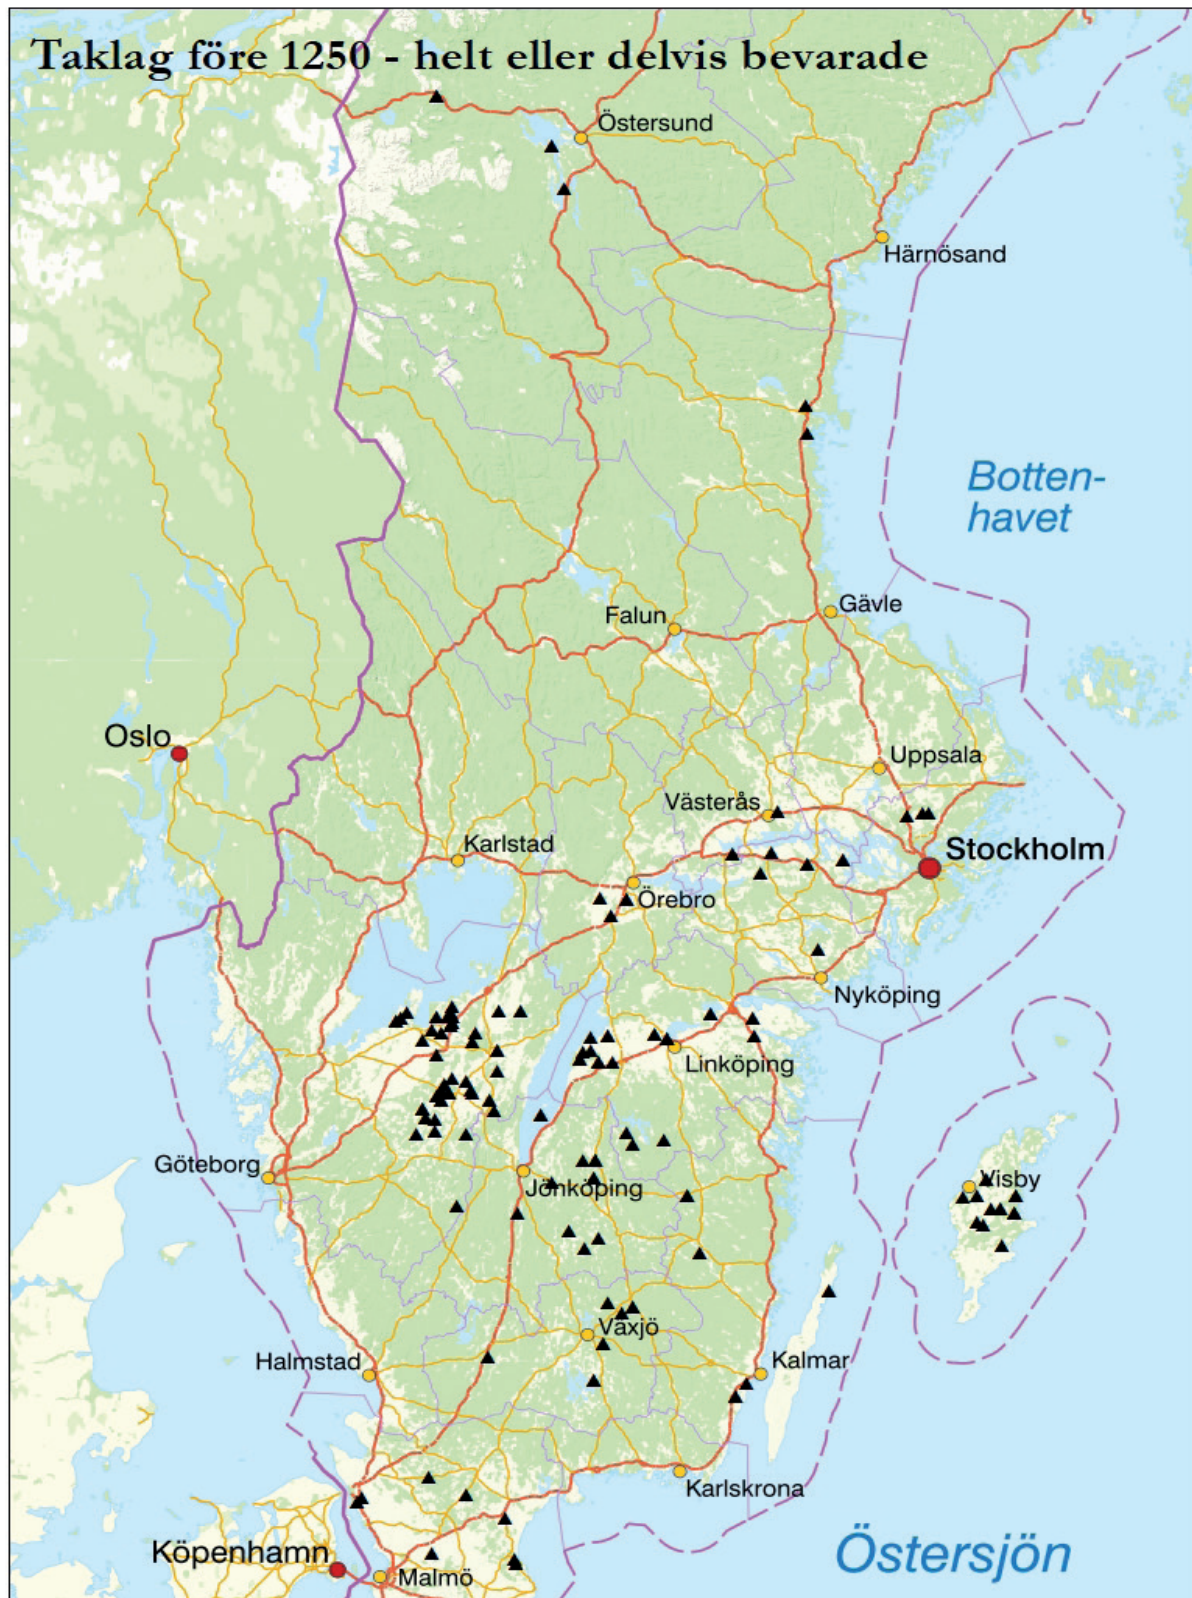 Taklag före 1250 - helt eller delvis bevarade
Östersund
Härnösand
Botten-
havet
Falun
Gävle
Oslo
Uppsala
Västerås
Karlstad
Stockholm
Örebro
Nyköping
Linköping
Göteborg
Jönköping
Visby
Växjö
Halmstad
Kalmar
Karlskrona
Köpenhamn
Malmö
Östersjön